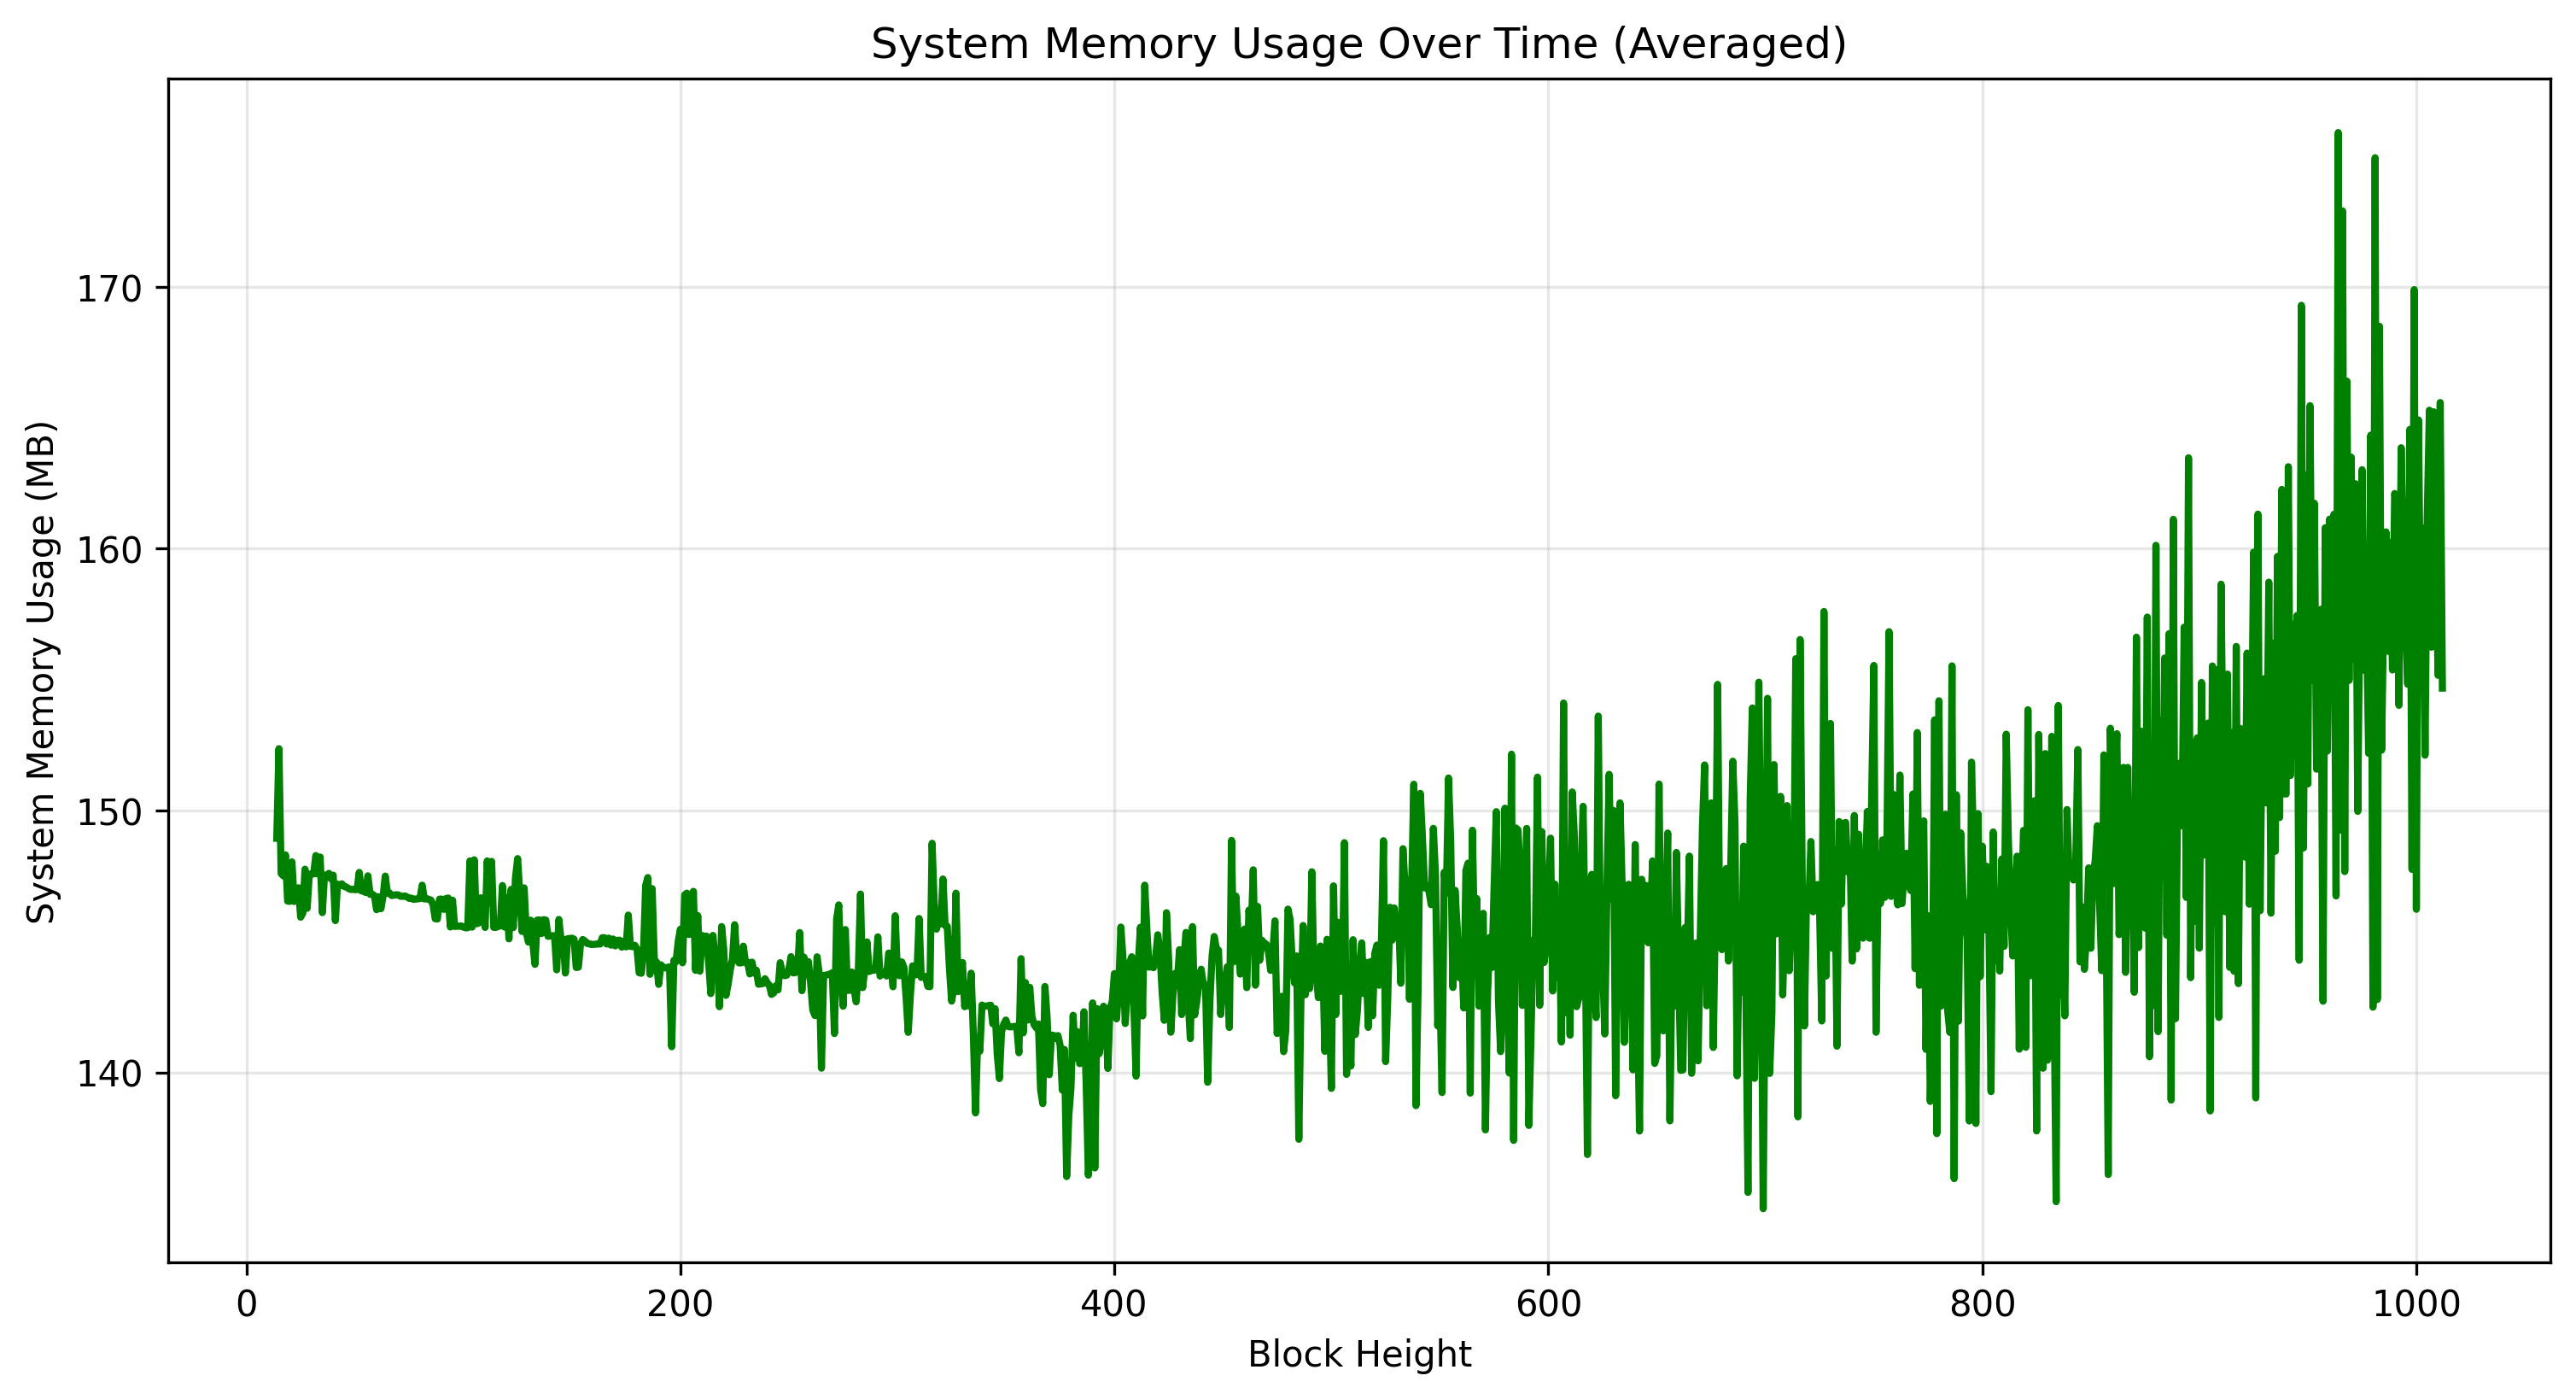 System Memory Usage Over Time (Averaged)
System Memory Usage (MB)
170
160
150
140
0 200 400 600 800 1000
Block Height